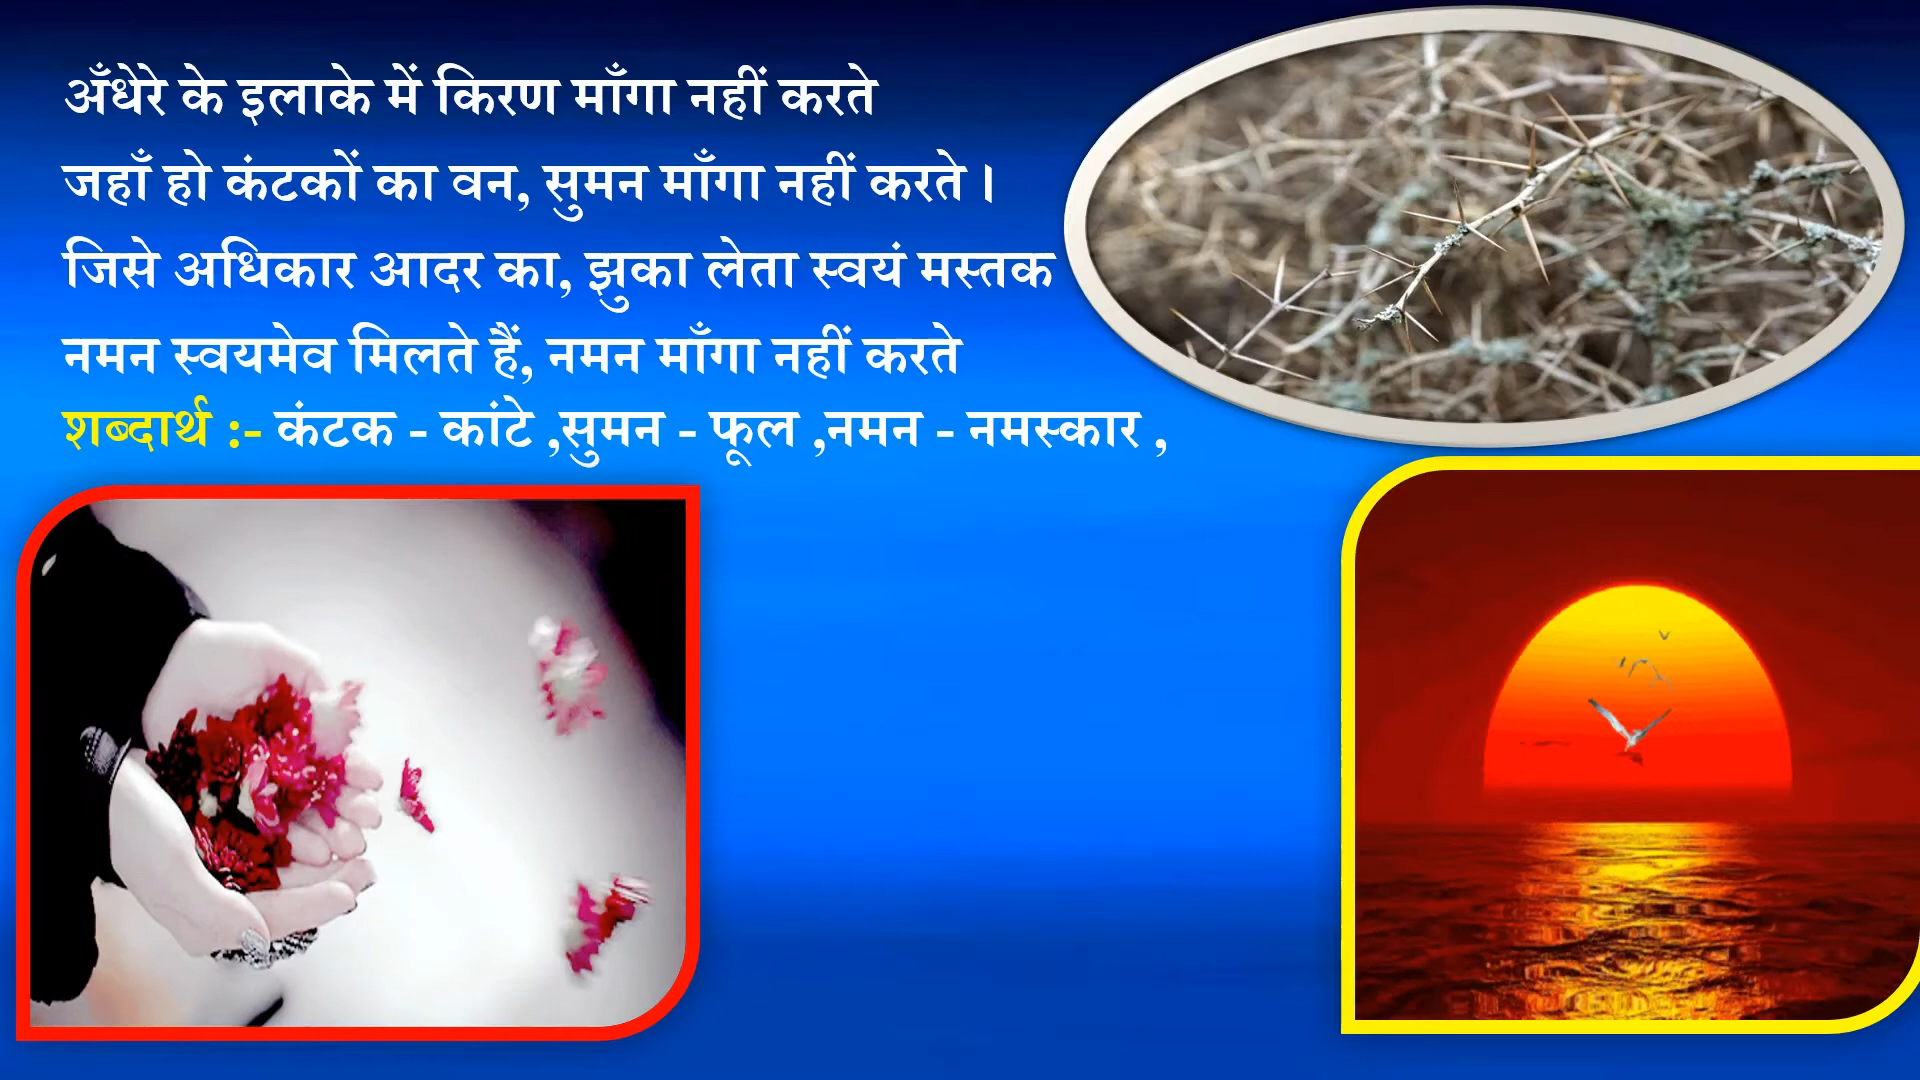 अँधेरे के इलाके में किरण माँगा नहीं करते
जहाँ हो कंटकों का वन, सुमन माँगा नहीं करते ।
जिसे अधिकार आदर का, झुका लेता स्वयं मस्तक
नमन स्वयमेव मिलते हैं, नमन माँगा नहीं करते
शब्दार्थ :- कंटक - कांटे ,सुमन - फूल ,नमन - नमस्कार ,